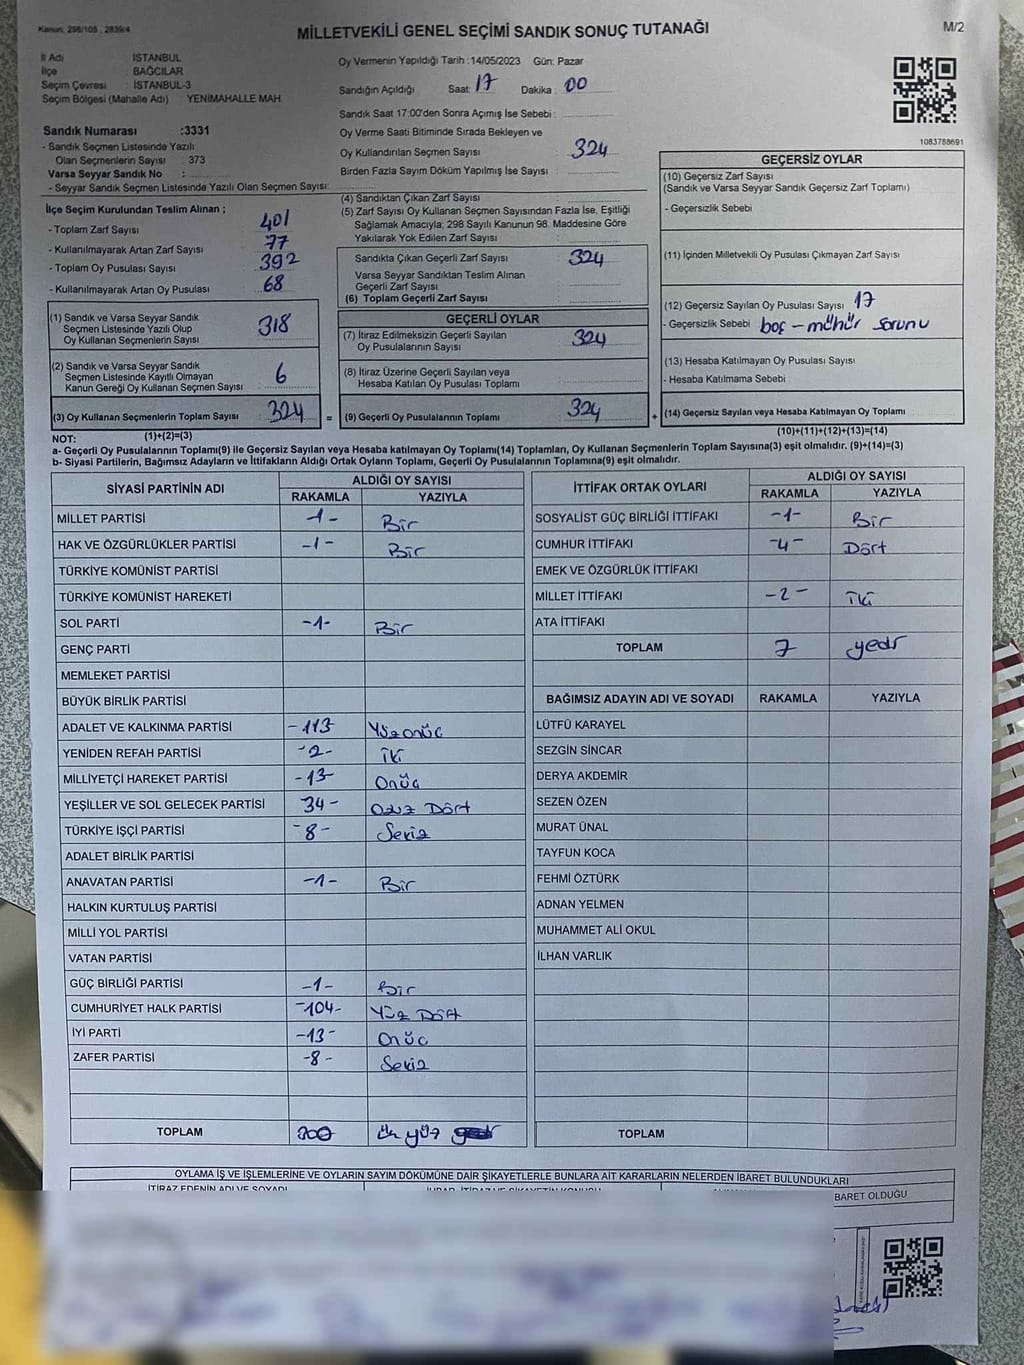 Kanun, 298/105 , 2839/4
MİLLETVEKİLİ GENEL SEÇİMİ SANDIK SONUÇ TUTANAĞI
M/2
İl Adı İSTANBUL
İlçe BAĞCILAR
Seçim Çevresi İSTANBUL-3
Seçim Bölgesi (Mahalle Adı) YENİMAHALLE MAH.
Sandık Numarası :3331
- Sandık Seçmen Listesinde Yazılı
Olan Seçmenlerin Sayısı : 373
Varsa Seyyar Sandık No :
- Seyyar Sandık Seçmen Listesinde Yazılı Olan Seçmen Sayısı:
Oy Vermenin Yapıldığı Tarih :14/05/2023 Gün: Pazar
Sandığın Açıldığı Saat: 17 Dakika : 00
Sandık Saat 17:00'den Sonra Açımış İse Sebebi :
Oy Verme Saati Bitiminde Sırada Bekleyen ve
Oy Kullandırılan Seçmen Sayısı 324
Birden Fazla Sayım Döküm Yapılmış İse Sayısı :
1083788691
İlçe Seçim Kurulundan Teslim Alınan ;
- Toplam Zarf Sayısı 401
- Kullanılmayarak Artan Zarf Sayısı 77
- Toplam Oy Pusulası Sayısı 392
- Kullanılmayarak Artan Oy Pusulası 68
(1) Sandık ve Varsa Seyyar Sandık
Seçmen Listesinde Yazılı Olup
Oy Kullanan Seçmenlerin Sayısı 318
(2) Sandık ve Varsa Seyyar Sandık
Seçmen Listesinde Kayıtlı Olmayan
Kanun Gereği Oy Kullanan Seçmen Sayısı 6
(3) Oy Kullanan Seçmenlerin Toplam Sayısı 324 =
(1)+(2)=(3)
(4) Sandıktan Çıkan Zarf Sayısı
(5) Zarf Sayısı Oy Kullanan Seçmen Sayısından Fazla İse, Eşitliği
Sağlamak Amacıyla; 298 Sayılı Kanunun 98. Maddesine Göre
Yakılarak Yok Edilen Zarf Sayısı
Sandıkta Çıkan Geçerli Zarf Sayısı 324
Varsa Seyyar Sandıktan Teslim Alınan
Geçerli Zarf Sayısı
(6) Toplam Geçerli Zarf Sayısı
GEÇERLİ OYLAR
(7) İtiraz Edilmeksizin Geçerli Sayılan
Oy Pusulalarının Sayısı 324
(8) İtiraz Üzerine Geçerli Sayılan veya
Hesaba Katılan Oy Pusulası Toplamı
(9) Geçerli Oy Pusulalarının Toplamı 324 +
GEÇERSİZ OYLAR
(10) Geçersiz Zarf Sayısı
(Sandık ve Varsa Seyyar Sandık Geçersiz Zarf Toplamı)
- Geçersizlik Sebebi
(11) İçinden Milletvekili Oy Pusulası Çıkmayan Zarf Sayısı
(12) Geçersiz Sayılan Oy Pusulası Sayısı 17
- Geçersizlik Sebebi boş - mühür sorunu
(13) Hesaba Katılmayan Oy Pusulası Sayısı
- Hesaba Katılmama Sebebi
(14) Geçersiz Sayılan veya Hesaba Katılmayan Oy Toplamı
(10)+(11)+(12)+(13)=(14)
NOT:
a- Geçerli Oy Pusulalarının Toplamı(9) ile Geçersiz Sayılan veya Hesaba katılmayan Oy Toplamı(14) Toplamları, Oy Kullanan Seçmenlerin Toplam Sayısına(3) eşit olmalıdır. (9)+(14)=(3)
b- Siyasi Partilerin, Bağımsız Adayların ve İttifakların Aldığı Ortak Oyların Toplamı, Geçerli Oy Pusulalarının Toplamına(9) eşit olmalıdır.
SİYASİ PARTİNİN ADI ALDIĞI OY SAYISI
RAKAMLA YAZIYLA
MİLLET PARTİSİ -1- Bir
HAK VE ÖZGÜRLÜKLER PARTİSİ -1- Bir
TÜRKİYE KOMÜNİST PARTİSİ
TÜRKİYE KOMÜNİST HAREKETİ
SOL PARTİ -1- Bir
GENÇ PARTİ
MEMLEKET PARTİSİ
BÜYÜK BİRLİK PARTİSİ
ADALET VE KALKINMA PARTİSİ -113- Yüzonüç
YENİDEN REFAH PARTİSİ -2- İki
MİLLİYETÇİ HAREKET PARTİSİ -13- Onüç
YEŞİLLER VE SOL GELECEK PARTİSİ 34- Otuz Dört
TÜRKİYE İŞÇİ PARTİSİ -8- Sekiz
ADALET BİRLİK PARTİSİ
ANAVATAN PARTİSİ -1- Bir
HALKIN KURTULUŞ PARTİSİ
MİLLİ YOL PARTİSİ
VATAN PARTİSİ
GÜÇ BİRLİĞİ PARTİSİ -1- Bir
CUMHURİYET HALK PARTİSİ -104- Yüz Dört
İYİ PARTİ -13- Onüç
ZAFER PARTİSİ -8- Sekiz
TOPLAM 300 üç yüz
İTTİFAK ORTAK OYLARI ALDIĞI OY SAYISI
RAKAMLA YAZIYLA
SOSYALİST GÜÇ BİRLİĞİ İTTİFAKI -1- Bir
CUMHUR İTTİFAKI -4- Dört
EMEK VE ÖZGÜRLÜK İTTİFAKI
MİLLET İTTİFAKI -2- İki
ATA İTTİFAKI
TOPLAM 7 yedi
BAĞIMSIZ ADAYIN ADI VE SOYADI RAKAMLA YAZIYLA
LÜTFÜ KARAYEL
SEZGİN SİNCAR
DERYA AKDEMİR
SEZEN ÖZEN
MURAT ÜNAL
TAYFUN KOCA
FEHMİ ÖZTÜRK
ADNAN YELMEN
MUHAMMET ALİ OKUL
İLHAN VARLIK
TOPLAM
OYLAMA İŞ VE İŞLEMLERİNE VE OYLARIN SAYIM DÖKÜMÜNE DAİR ŞİKAYETLERLE BUNLARA AİT KARARLARIN NELERDEN İBARET BULUNDUKLARI
İTİRAZ EDENİN ADI VE SOYADI
BARET OLDUĞU